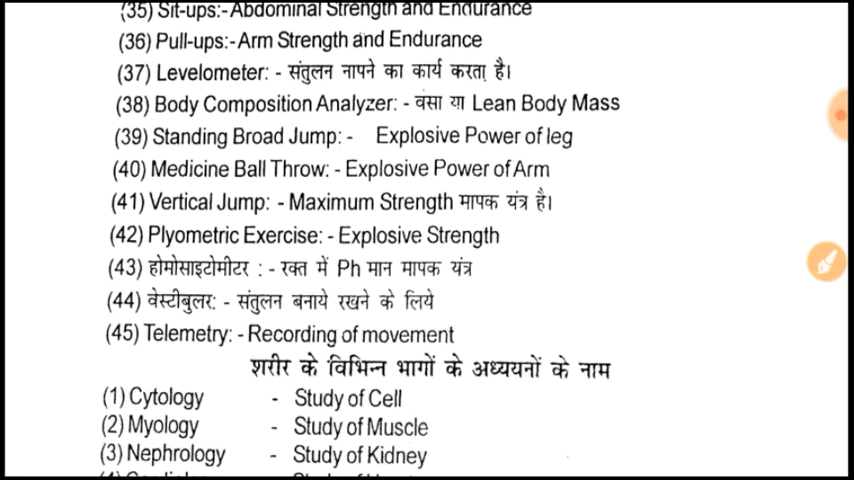 (35) Sit-ups:- Abdominal Strength and Endurance
(36) Pull-ups:- Arm Strength and Endurance
(37) Levelometer: - संतुलन नापने का कार्य करता है।
(38) Body Composition Analyzer: - वसा या Lean Body Mass
(39) Standing Broad Jump: - Explosive Power of leg
(40) Medicine Ball Throw: - Explosive Power of Arm
(41) Vertical Jump: - Maximum Strength मापक यंत्र है।
(42) Plyometric Exercise: - Explosive Strength
(43) होमोसाइटोमीटर : - रक्त में Ph मान मापक यंत्र
(44) वेस्टीबुलर: - संतुलन बनाये रखने के लिये
(45) Telemetry: - Recording of movement
शरीर के विभिन्न भागों के अध्ययनों के नाम
(1) Cytology - Study of Cell
(2) Myology - Study of Muscle
(3) Nephrology - Study of Kidney